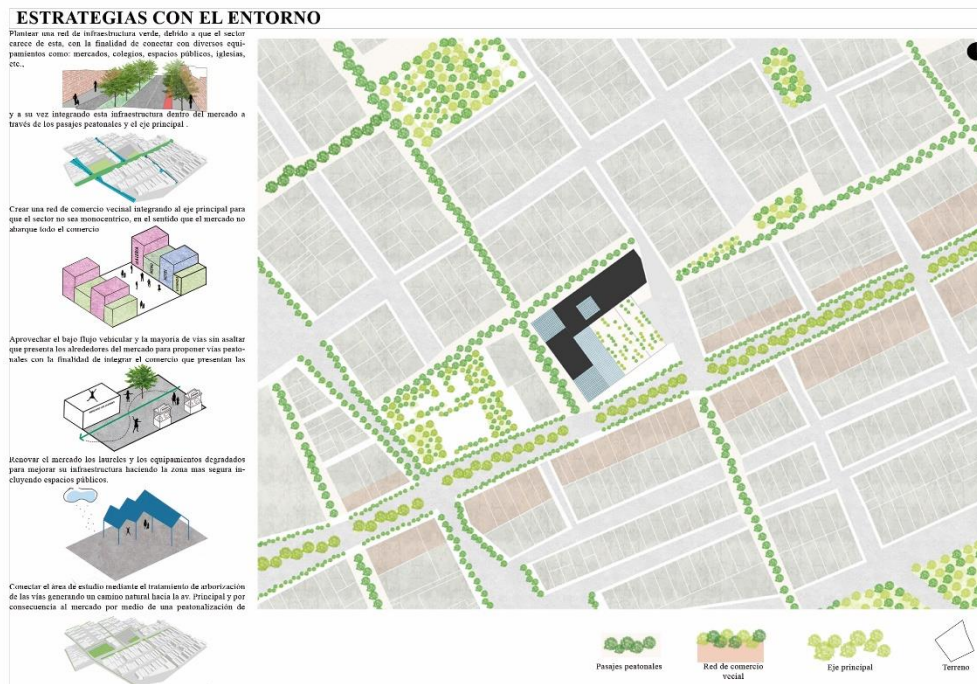 ESTRATEGIAS CON EL ENTORNO
Plantear una red de infraestructura verde, debido a que el sector
carece de esta, con la finalidad de conectar con diversos equi-
pamientos como: mercados, colegios, espacios públicos, iglesias,
etc.,
y a su vez integrando esta infraestructura dentro del mercado a
través de los pasajes peatonales y el eje principal .
Crear una red de comercio vecinal integrando al eje principal para
que el sector no sea monocentrico, en el sentido que el mercado no
abarque todo el comercio
Aprovechar el bajo flujo vehicular y la mayoria de vías sin asaltar
que presenta los alrededores del mercado para proponer vías peato-
nales con la finalidad de integrar el comercio que presentan las
Renovar el mercado los laureles y los equipamientos degradados
para mejorar su infraestructura haciendo la zona mas segura in-
cluyendo espacios públicos.
Conectar el área de estudio mediante el tratamiento de arborización
de las vías generando un camino natural hacia la av. Principal y por
consecuencia al mercado por medio de una peatonalización de
Pasajes peatonales
Red de comercio
vecial
Eje principal
Terreno